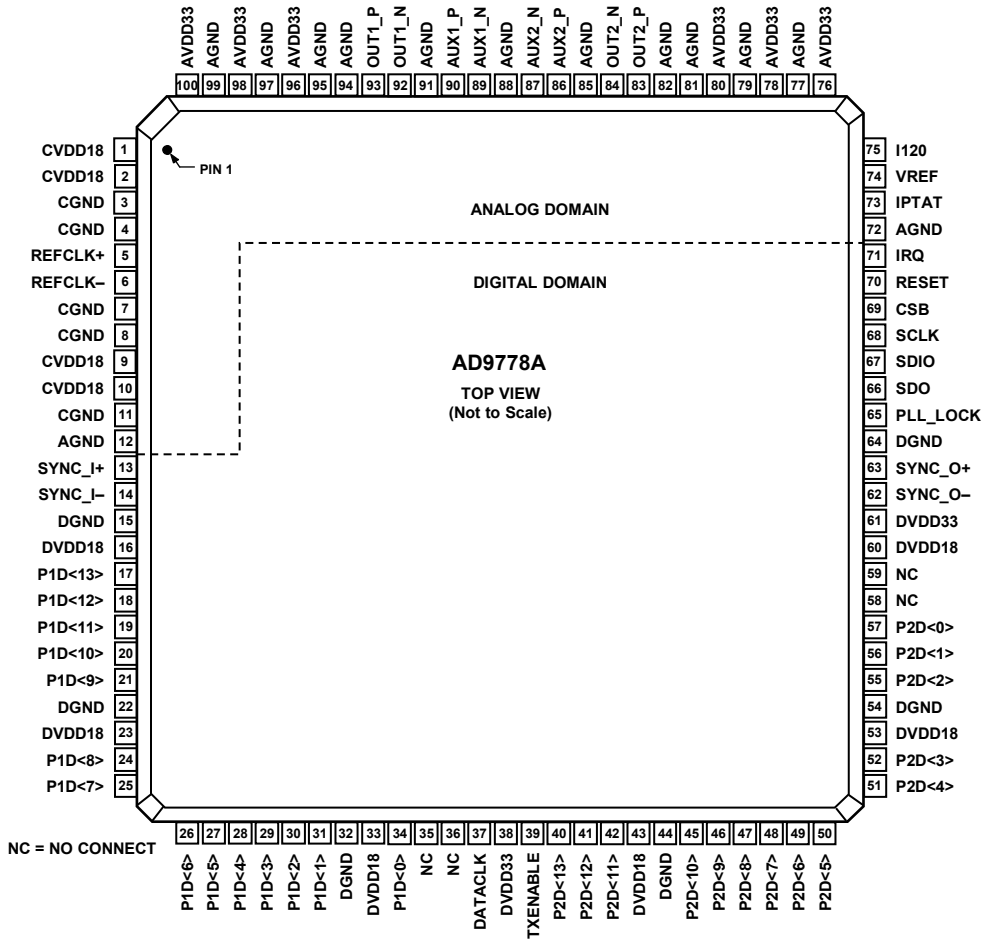 AVDD33
AGND
AVDD33
AGND
AVDD33
AGND
AGND
OUT1_P
OUT1_N
AGND
AUX1_P
AUX1_N
AGND
AUX2_N
AUX2_P
AGND
OUT2_N
OUT2_P
AGND
AGND
AVDD33
AGND
AVDD33
AGND
AVDD33
100 99 98 97 96 95 94 93 92 91 90 89 88 87 86 85 84 83 82 81 80 79 78 77 76
CVDD18 1
CVDD18 2
CGND 3
CGND 4
REFCLK+ 5
REFCLK– 6
CGND 7
CGND 8
CVDD18 9
CVDD18 10
CGND 11
AGND 12
SYNC_I+ 13
SYNC_I– 14
DGND 15
DVDD18 16
P1D<13> 17
P1D<12> 18
P1D<11> 19
P1D<10> 20
P1D<9> 21
DGND 22
DVDD18 23
P1D<8> 24
P1D<7> 25
PIN 1
ANALOG DOMAIN
DIGITAL DOMAIN
AD9778A
TOP VIEW
(Not to Scale)
75 I120
74 VREF
73 IPTAT
72 AGND
71 IRQ
70 RESET
69 CSB
68 SCLK
67 SDIO
66 SDO
65 PLL_LOCK
64 DGND
63 SYNC_O+
62 SYNC_O–
61 DVDD33
60 DVDD18
59 NC
58 NC
57 P2D<0>
56 P2D<1>
55 P2D<2>
54 DGND
53 DVDD18
52 P2D<3>
51 P2D<4>
26 27 28 29 30 31 32 33 34 35 36 37 38 39 40 41 42 43 44 45 46 47 48 49 50
NC = NO CONNECT
P1D<6>
P1D<5>
P1D<4>
P1D<3>
P1D<2>
P1D<1>
DGND
DVDD18
P1D<0>
NC
NC
DATACLK
DVDD33
TXENABLE
P2D<13>
P2D<12>
P2D<11>
DVDD18
DGND
P2D<10>
P2D<9>
P2D<8>
P2D<7>
P2D<6>
P2D<5>